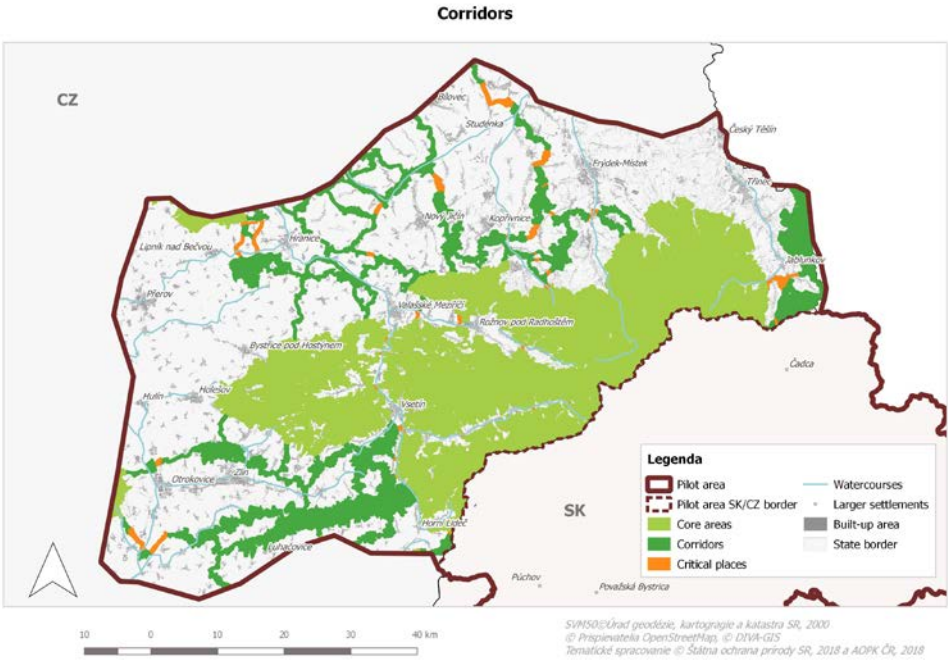 Corridors
CZ
Bílovec
Studénka
Český Těšín
Frýdek-Místek
Třinec
Nový Jičín
Kopřivnice
Hranice
Lipník nad Bečvou
Jablunkov
Přerov
Valašské Meziříčí
Rožnov pod Radhoštěm
Bystřice pod Hostýnem
Čadca
Hulín
Holešov
Vsetín
Zlín
Otrokovice
Horní Lideč
Luhačovice
SK
Púchov
Považská Bystrica
Legenda
Pilot area
Pilot area SK/CZ border
Core areas
Corridors
Critical places
Watercourses
Larger settlements
Built-up area
State border
10 0 10 20 30 40 km
SVM50©Úrad geodézie, kartografie a katastra SR, 2000
© Prispievatelia OpenStreetMap, © DIVA-GIS
Tematické spracovanie © Štátna ochrana prírody SR, 2018 a AOPK ČR, 2018